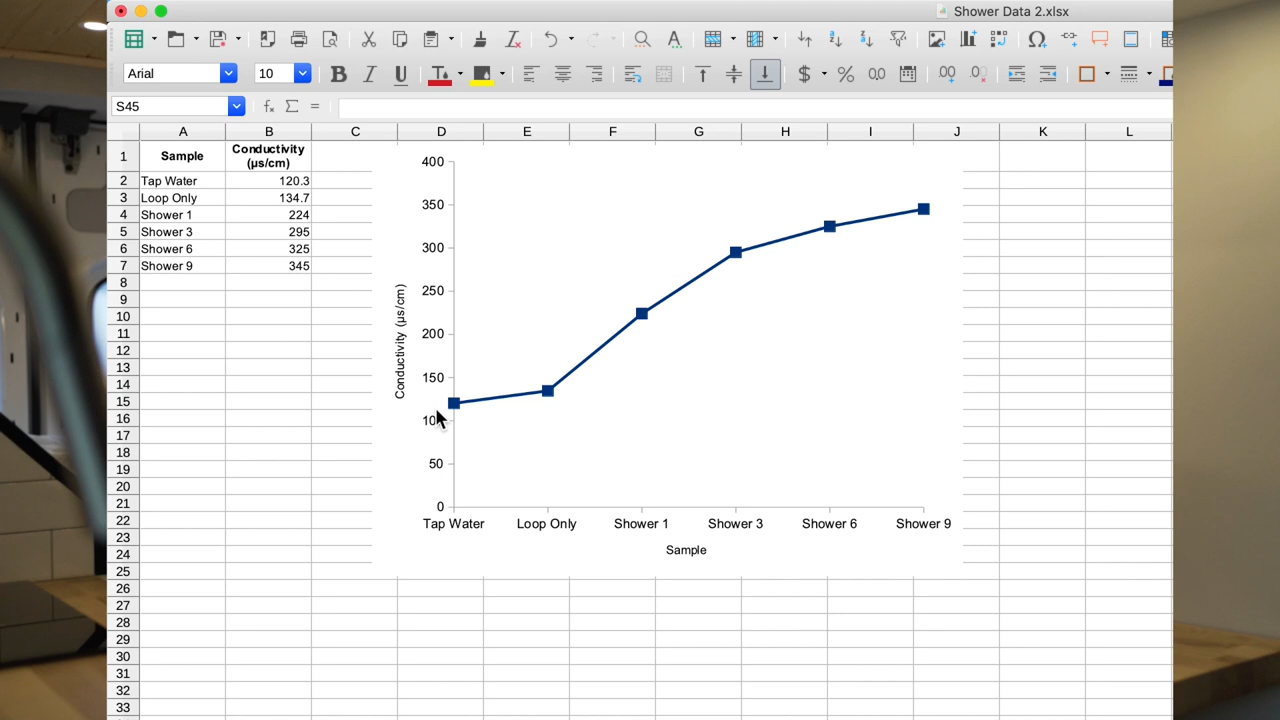 Shower Data 2.xlsx
Arial
10
S45
A B C D E F G H I J K L
1 Sample Conductivity
(µs/cm)
2 Tap Water 120.3
3 Loop Only 134.7
4 Shower 1 224
5 Shower 3 295
6 Shower 6 325
7 Shower 9 345
8
9
10
11
12
13
14
15
16
17
18
19
20
21
22
23
24
25
26
27
28
29
30
31
32
33
400
350
300
250
200
150
10
50
0
Conductivity (µs/cm)
Tap Water Loop Only Shower 1 Shower 3 Shower 6 Shower 9
Sample